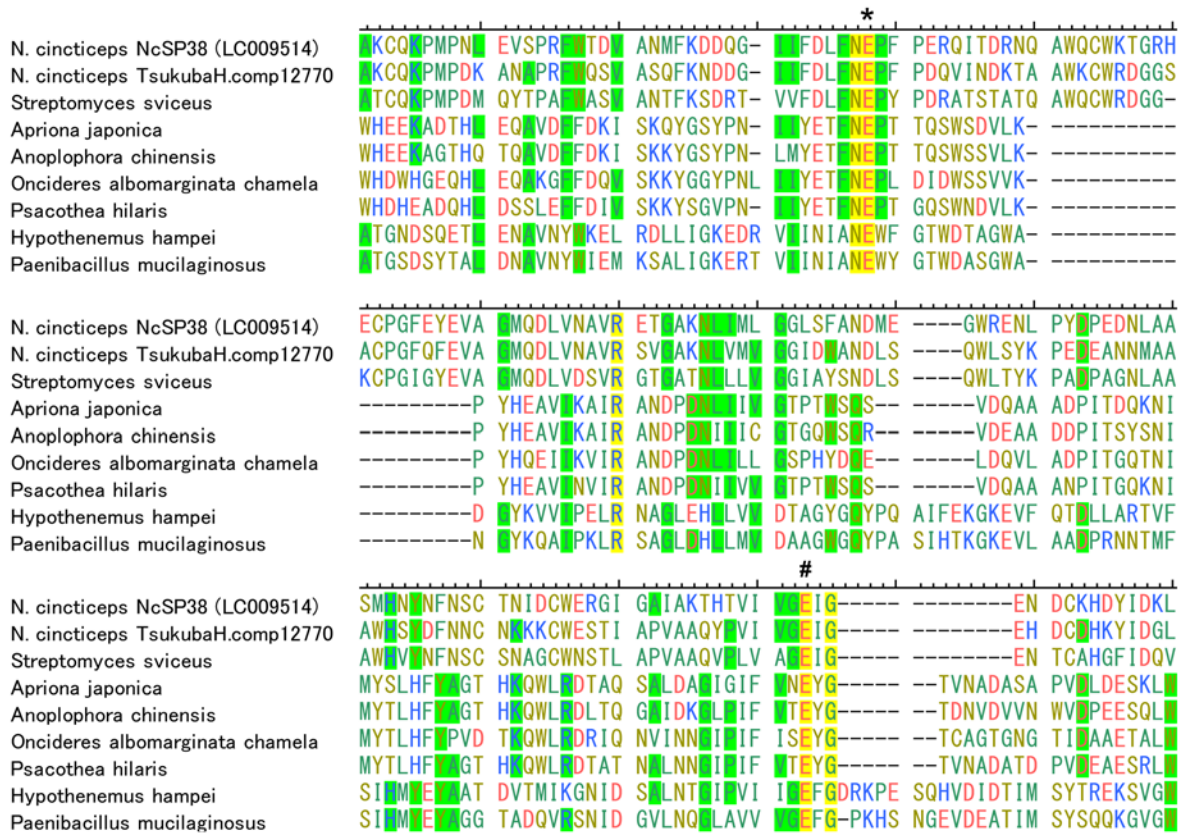 *
N. cincticeps NcSP38 (LC009514) AKCQKPMPNL EVSPRFWTDV ANMFKDDQG- IIFDLFNEPF PERQITDRNQ AWQCWKTGRH
N. cincticeps TsukubaH.comp12770 AKCQKPMPDK ANAPRFWQSV ASQFKNDDG- IIFDLFNEPF PDQVINDKTA AWKCWRDGGS
Streptomyces sviceus ATCQKPMPDM QYTPAFWASV ANTFKSDRT- VVFDLFNEPY PDRATSTATQ AWQCWRDGG-
Apriona japonica WHEEKADTHL EQAVDFFDKI SKQYGSYPN- IIYETFNEPT TQSWSDVLK- ----------
Anoplophora chinensis WHEEKAGTHQ TQAVDFFDKI SKKYGSYPN- LMYETFNEPT TQSWSSVLK- ----------
Oncideres albomarginata chamela WHDWHGEQHL EQAKGFFDQV SKKYGGYPNL IIYETFNEPL DIDWSSVVK- ----------
Psacothea hilaris WHDHEADQHL DSSLEFFDIV SKKYSGVPN- IIYETFNEPT GQSWNDVLK- ----------
Hypothenemus hampei ATGNDSQETL ENAVNYWKEL RDLLIGKEDR VIINIANEWF GTWDTAGWA- ----------
Paenibacillus mucilaginosus ATGSDSYTAL DNAVNYWIEM KSALIGKERT VIINIANEWY GTWDASGWA- ----------
N. cincticeps NcSP38 (LC009514) ECPGFEYEVA GMQDLVNAVR ETGAKNLIML GGLSFANDME ----GWRENL PYDPEDNLAA
N. cincticeps TsukubaH.comp12770 ACPGFQFEVA GMQDLVNAVR SVGAKNLVMV GGIDWANDLS ----QWLSYK PEDEANNMAA
Streptomyces sviceus KCPGIGYEVA GMQDLVDSVR GTGATNLLLV GGIAYSNDLS ----QWLTYK PADPAGNLAA
Apriona japonica ---------P YHEAVIKAIR ANDPDNLIIV GTPTWSQS-- ----VDQAA ADPITDQKNI
Anoplophora chinensis ---------P YHEAVIKAIR ANDPDNIIIC GTGQWSQR-- ----VDEAA DDPITSYSNI
Oncideres albomarginata chamela ---------P YHQEIIKVIR ANDPDNLILL GSPHYDQE-- ----LDQVL ADPITGQTNI
Psacothea hilaris ---------P YHEAVINVIR ANDPDNIIVV GTPTWSQS-- ----VDQAA ANPITGQKNI
Hypothenemus hampei ---------D GYKVVIPELR NAGLEHLLVV DTAGYGQYPQ AIFEKGKEVF QTDLLARTVF
Paenibacillus mucilaginosus ---------N GYKQAIPKLR SAGLDHLLMV DAAGWGQYPA SIHTKGKEVL AADPRNNTMF
#
N. cincticeps NcSP38 (LC009514) SMHNYNFNSC TNIDCWERGI GAIAKTHTVI VGEIG----- --------EN DCKHDYIDKL
N. cincticeps TsukubaH.comp12770 AWHSYDFNNC NKKKCWESTI APVAAQYPVI VGEIG----- --------EH DCDHKYIDGL
Streptomyces sviceus AWHVYNFNSC SNAGCWNSTL APVAAQVPLV AGEIG----- --------EN TCAHGFIDQV
Apriona japonica MYSLHFYAGT HKQWLRDTAQ SALDAGIGIF VNEYG----- --TVNADASA PVDLDESKLW
Anoplophora chinensis MYTLHFYAGT HKQWLRDLTQ GAIDKGLPIF VTEYG----- --TDNVDVVN WVDPEESQLW
Oncideres albomarginata chamela MYTLHFYPVD TKQWLRDRIQ NVINNGIPIF ISEYG----- --TCAGTGNG TIDAAETALW
Psacothea hilaris MYTLHFYAGT HKQWLRDTAT NALNNGIPIF VTEYG----- --TVNADATD PVDEAESRLW
Hypothenemus hampei SIHMYEYAAT DVTMIKGNID SALNTGIPVI IGEFGDRKPE SQHVDIDTIM SYTREKSVGW
Paenibacillus mucilaginosus SIHMYEYAGG TADQVRSNID GVLNQGLAVV VGEFG-PKHS NGEVDEATIM SYSQQKGVGW